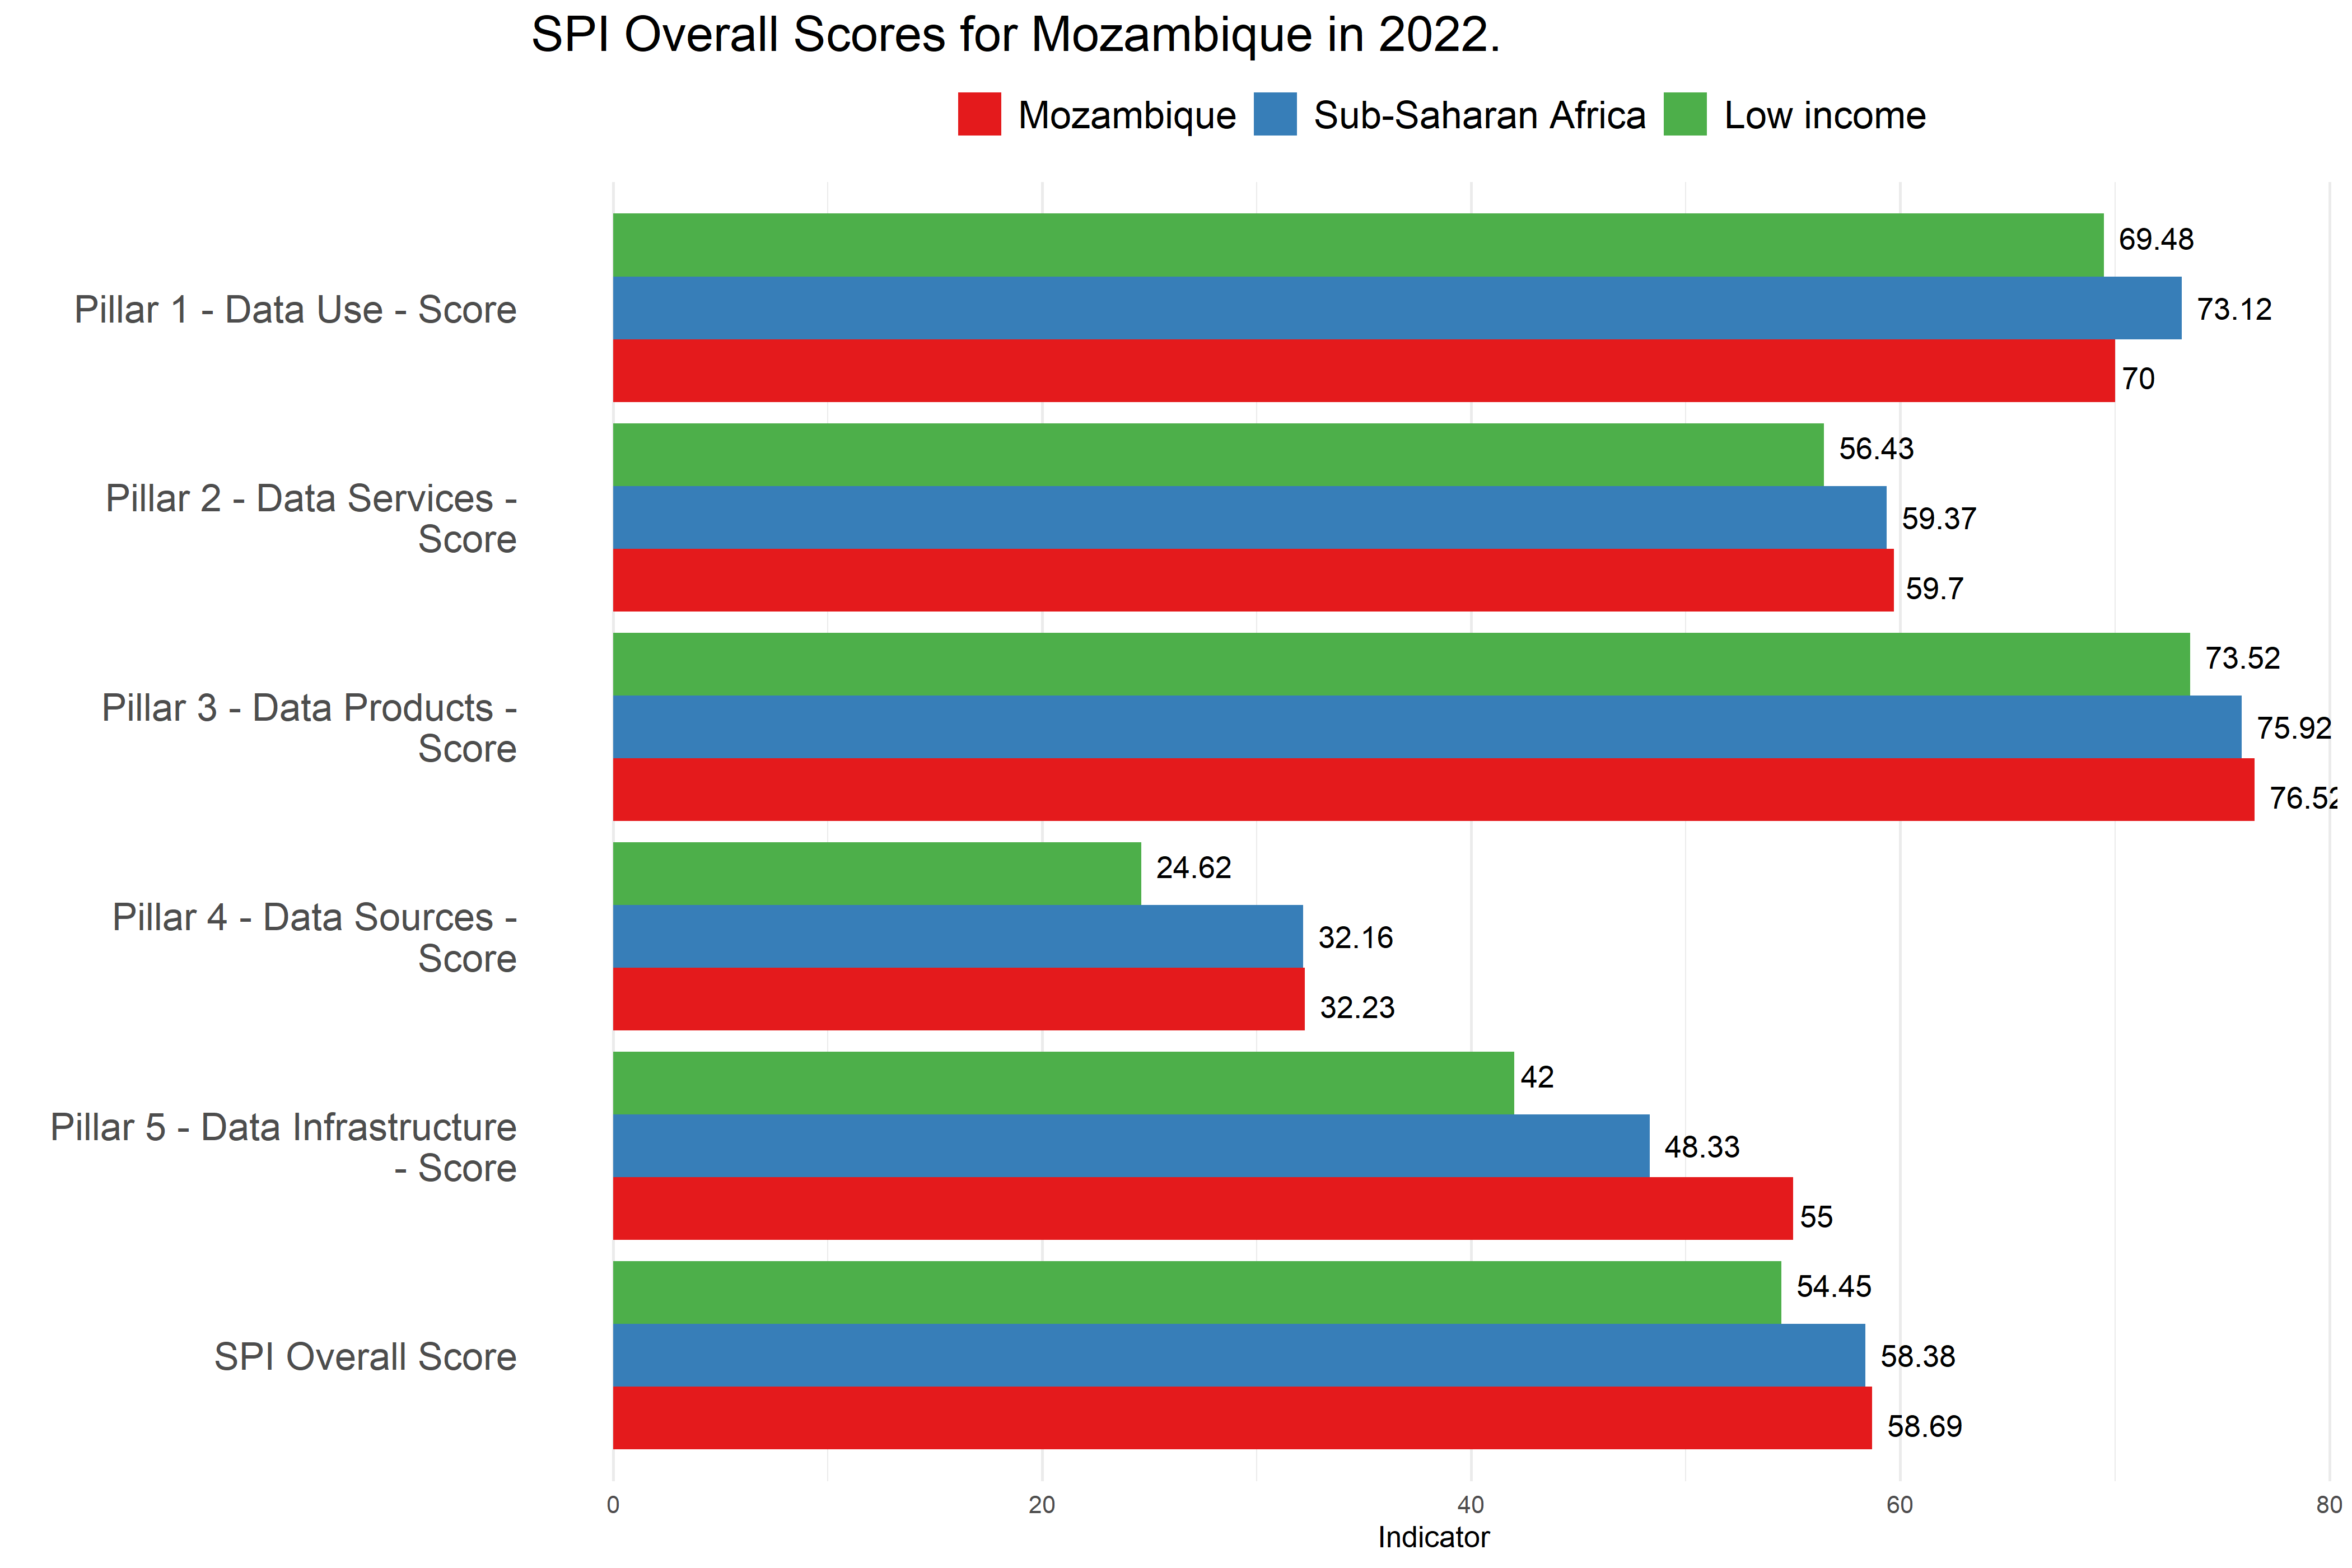 SPI Overall Scores for Mozambique in 2022.
Mozambique Sub-Saharan Africa Low income
Pillar 1 - Data Use - Score
69.48
73.12
70
Pillar 2 - Data Services -
Score
56.43
59.37
59.7
Pillar 3 - Data Products -
Score
73.52
75.92
76.52
Pillar 4 - Data Sources -
Score
24.62
32.16
32.23
Pillar 5 - Data Infrastructure
- Score
42
48.33
55
SPI Overall Score
54.45
58.38
58.69
0 20 40 60 80
Indicator